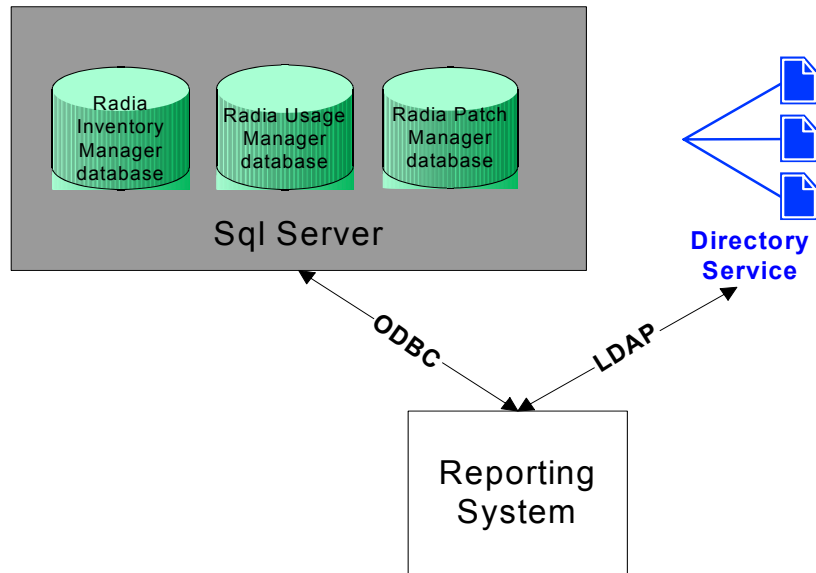 Radia
Inventory
Manager
database
Radia Usage
Manager
database
Radia Patch
Manager
database
Sql Server
Directory
Service
ODBC
LDAP
Reporting
System